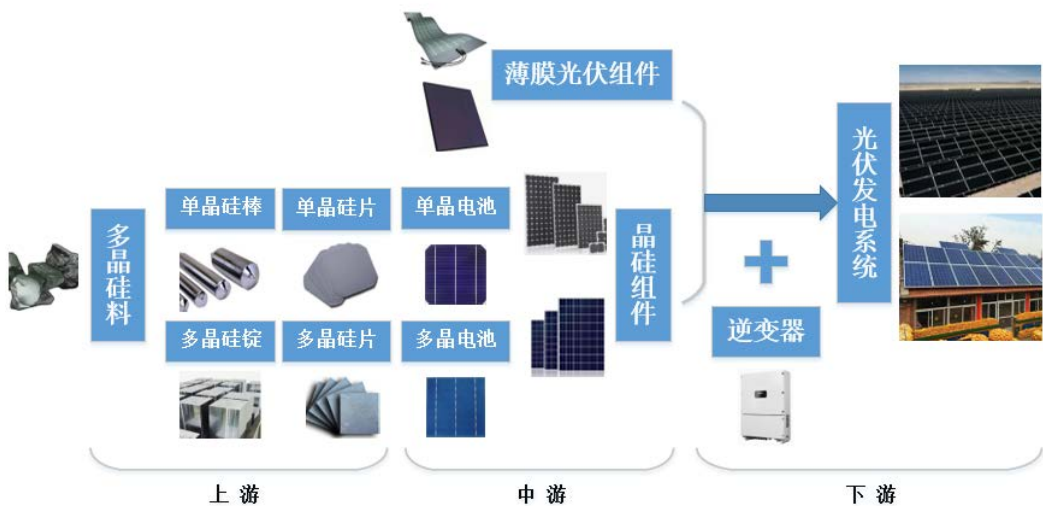 薄膜光伏组件
多晶硅料
单晶硅棒
单晶硅片
单晶电池
多晶硅锭
多晶硅片
多晶电池
晶硅组件
逆变器
光伏发电系统
上 游
中 游
下 游